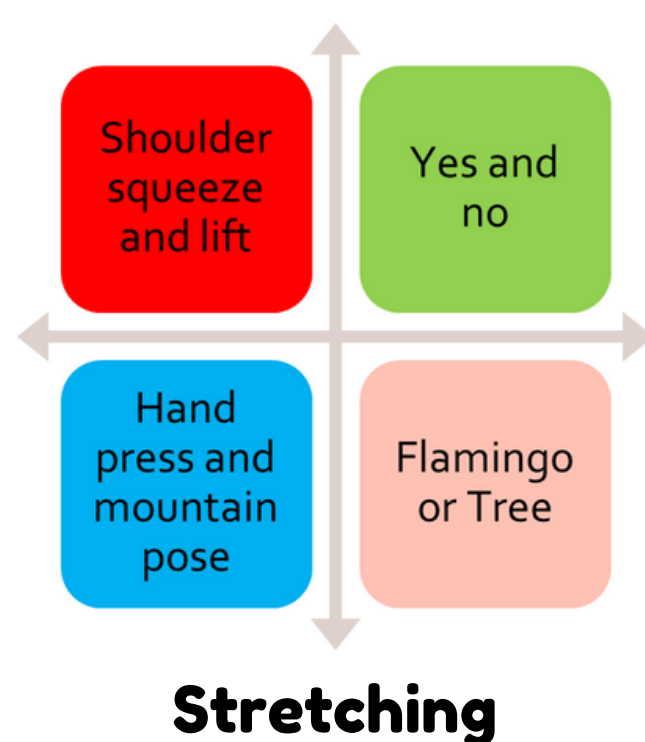 Shoulder
squeeze
and lift
Yes and
no
Hand
press and
mountain
pose
Flamingo
or Tree
Stretching